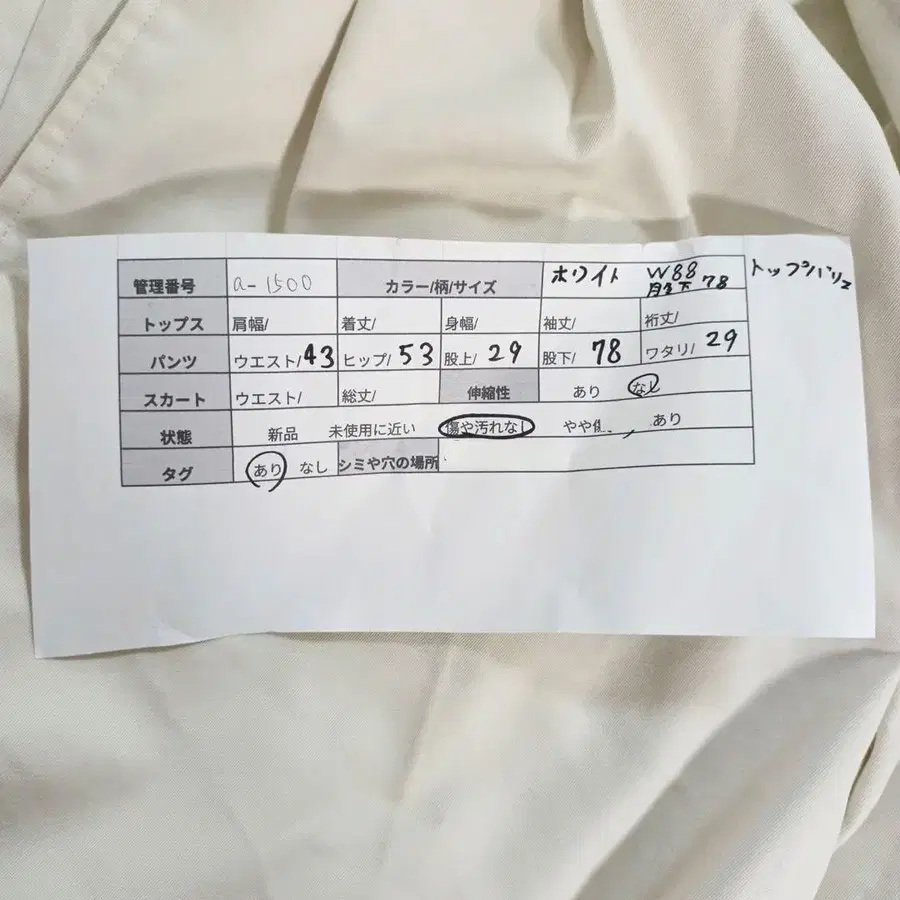 管理番号 a-1500 カラー/柄/サイズ ホワイト W88 股下 78 トップバリュ
トップス 肩幅/ 着丈/ 身幅/ 袖丈/ 裄丈/
パンツ ウエスト/43 ヒップ/53 股上/29 股下/78 ワタリ/29
スカート ウエスト/ 総丈/ 伸縮性 あり なし
状態 新品 未使用に近い 傷や汚れなし やや傷 あり
タグ あり なし シミや穴の場所